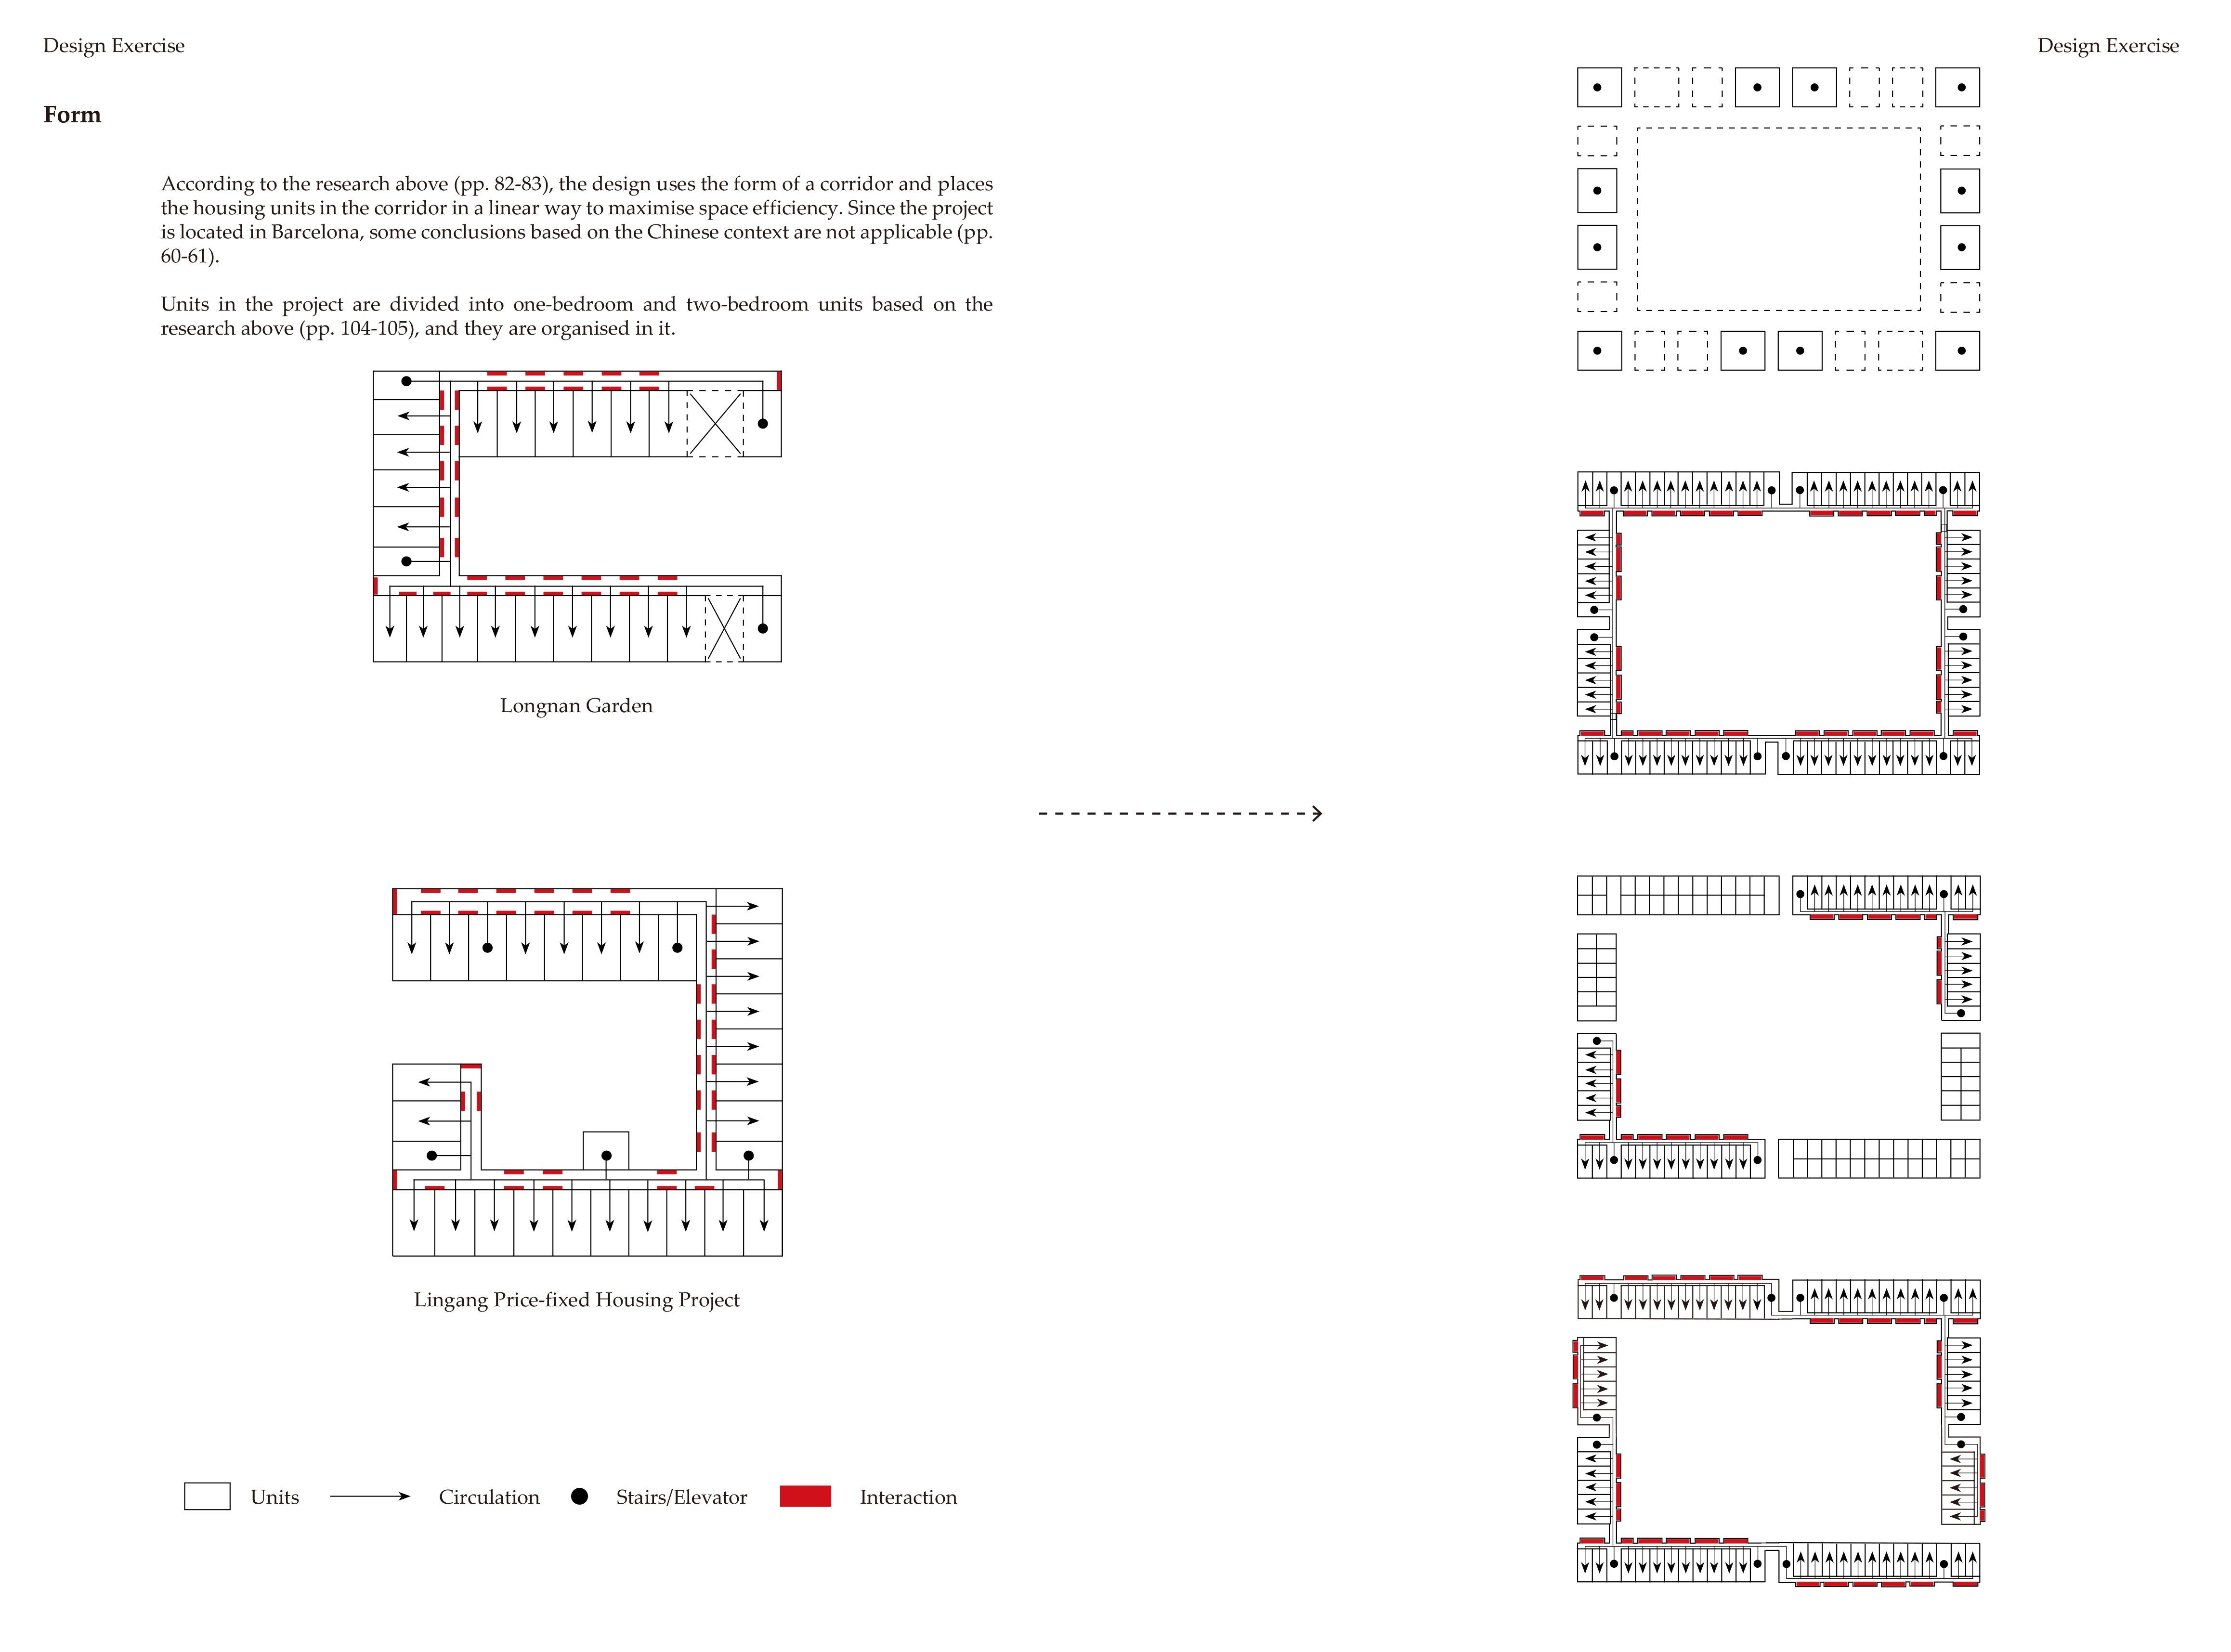 Design Exercise
Design Exercise
Form
According to the research above (pp. 82-83), the design uses the form of a corridor and places
the housing units in the corridor in a linear way to maximise space efficiency. Since the project
is located in Barcelona, some conclusions based on the Chinese context are not applicable (pp.
60-61).
Units in the project are divided into one-bedroom and two-bedroom units based on the
research above (pp. 104-105), and they are organised in it.
Longnan Garden
Lingang Price-fixed Housing Project
Units
Circulation
Stairs/Elevator
Interaction